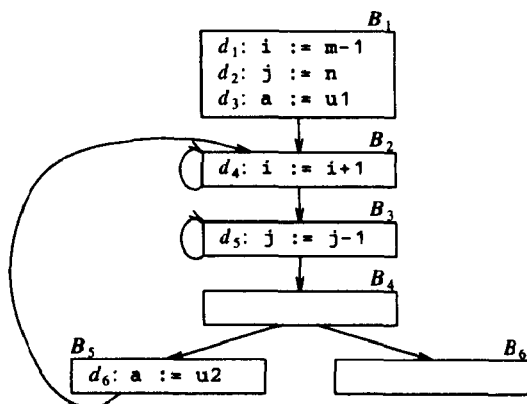 B₁
d₁: i := m-1
d₂: j := n
d₃: a := u1
B₂
d₄: i := i+1
B₃
d₅: j := j-1
B₄
B₅
B₆
d₆: a := u2